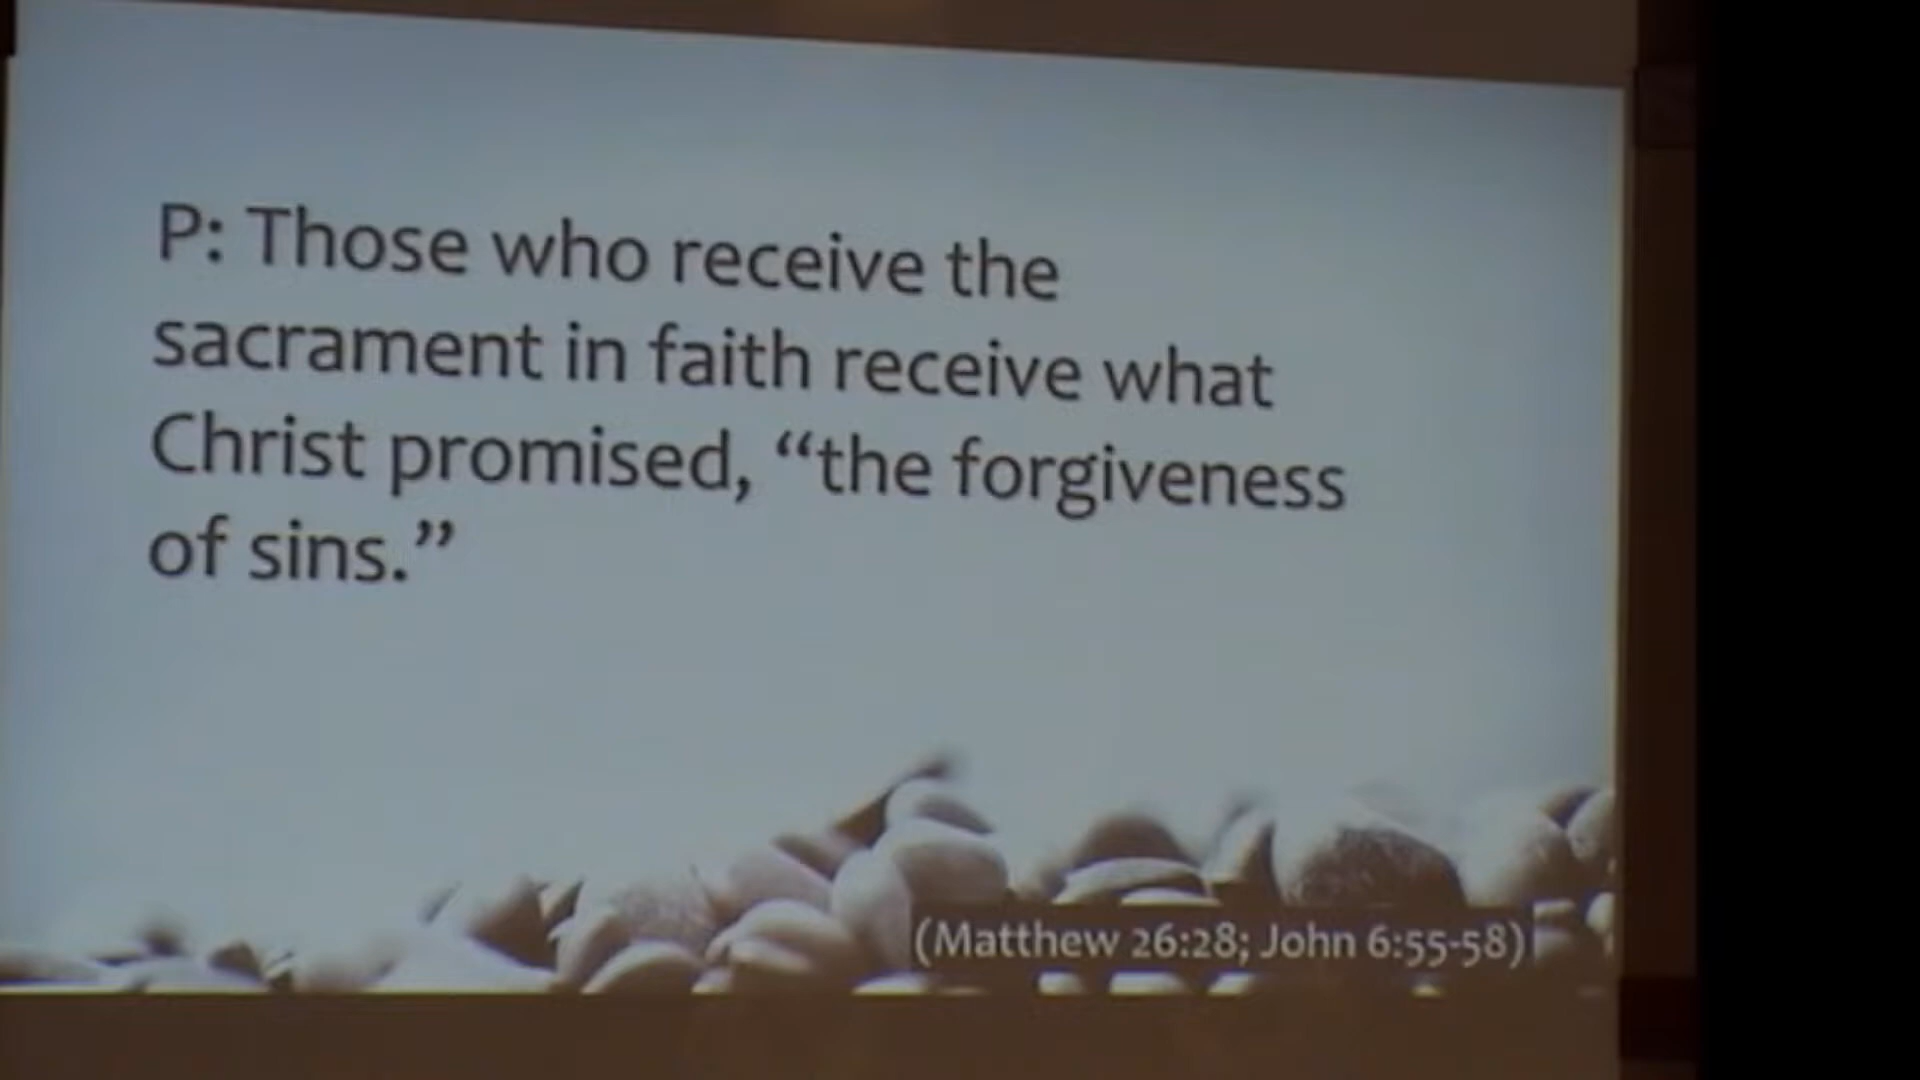 P: Those who receive the
sacrament in faith receive what
Christ promised, “the forgiveness
of sins.”
(Matthew 26:28; John 6:55-58)